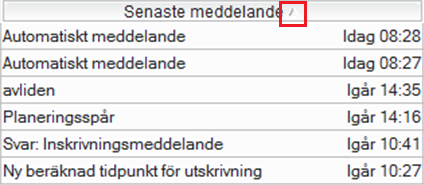 Senaste meddelande
Automatiskt meddelande Idag 08:28
Automatiskt meddelande Idag 08:27
avliden Igår 14:35
Planeringsspår Igår 14:16
Svar: Inskrivningsmeddelande Igår 10:41
Ny beräknad tidpunkt för utskrivning Igår 10:27